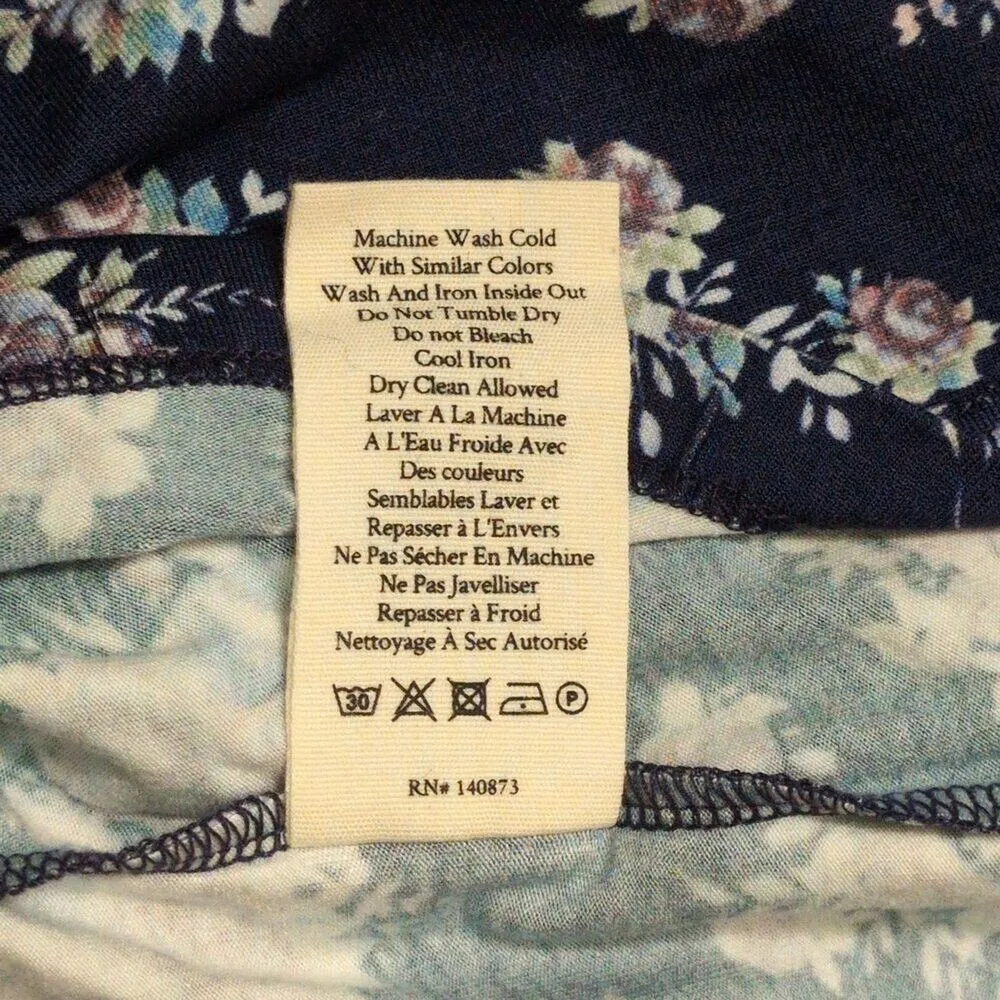 Machine Wash Cold
With Similar Colors
Wash And Iron Inside Out
Do Not Tumble Dry
Do not Bleach
Cool Iron
Dry Clean Allowed
Laver A La Machine
A L'Eau Froide Avec
Des couleurs
Semblables Laver et
Repasser à L'Envers
Ne Pas Sécher En Machine
Ne Pas Javelliser
Repasser à Froid
Nettoyage À Sec Autorisé
30 P
RN# 140873